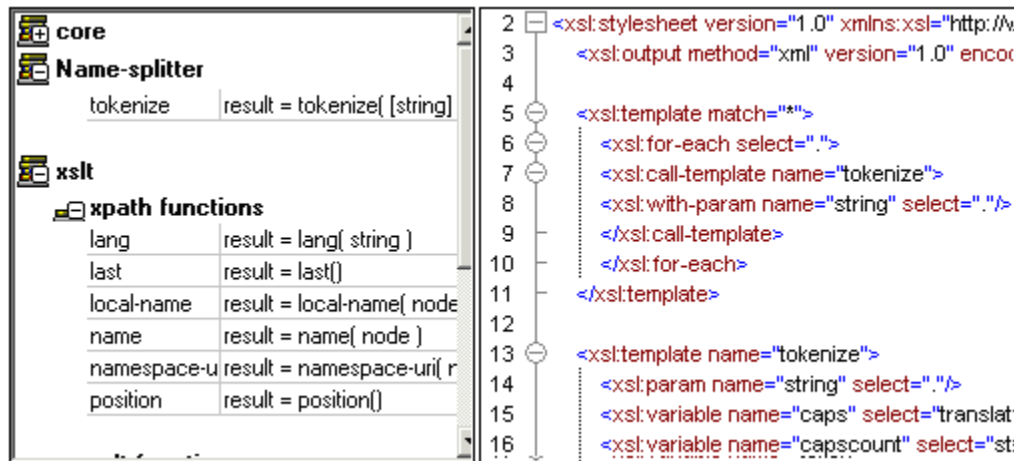 core
Name-splitter
tokenize result = tokenize( [string]
xslt
xpath functions
lang result = lang( string )
last result = last()
local-name result = local-name( node
name result = name( node )
namespace-u result = namespace-uri( r
position result = position()
2 <xsl:stylesheet version="1.0" xmlns:xsl="http://v
3 <xsl:output method="xml" version="1.0" encod
4
5 <xsl:template match="*">
6 <xsl:for-each select=".">
7 <xsl:call-template name="tokenize">
8 <xsl:with-param name="string" select="."/>
9 </xsl:call-template>
10 </xsl:for-each>
11 </xsl:template>
12
13 <xsl:template name="tokenize">
14 <xsl:param name="string" select="."/>
15 <xsl:variable name="caps" select="translat
16 <xsl:variable name="capscount" select="st